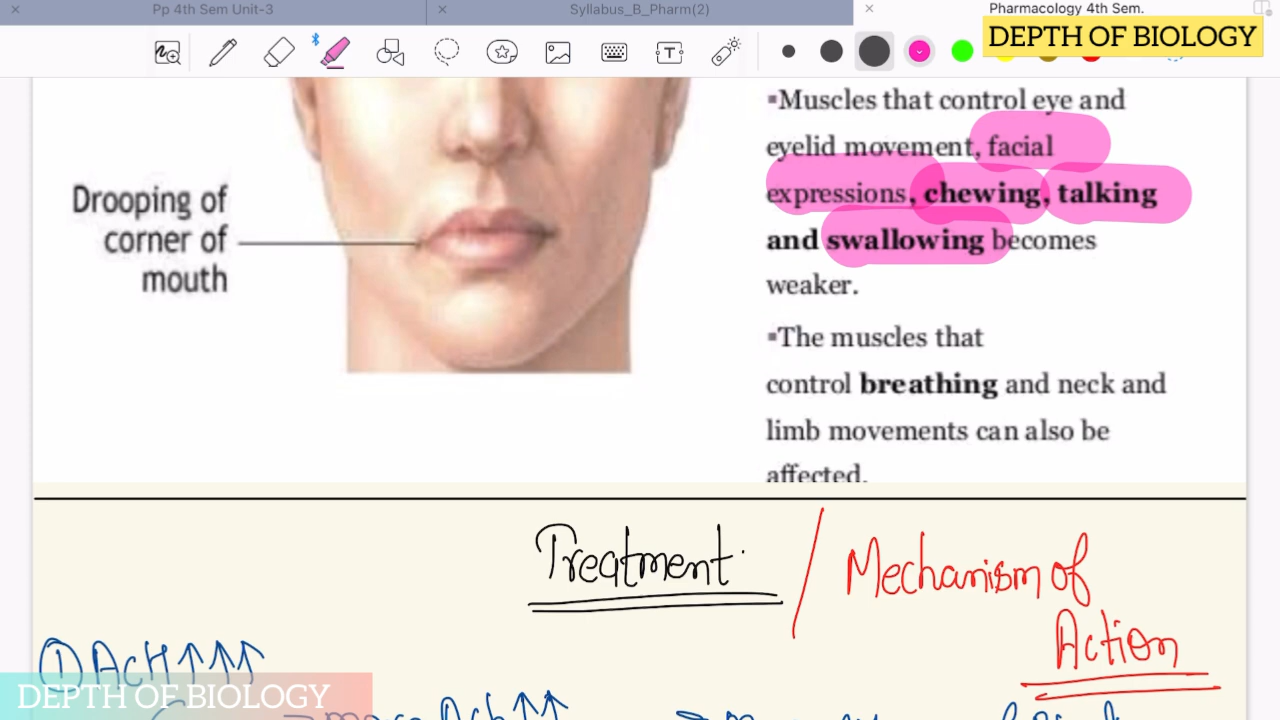 Pp 4th Sem Unit-3
Syllabus_B_Pharm(2)
Pharmacology 4th Sem.
DEPTH OF BIOLOGY
Drooping of
corner of
mouth
▪Muscles that control eye and
eyelid movement, facial
expressions, chewing, talking
and swallowing becomes
weaker.
▪The muscles that
control breathing and neck and
limb movements can also be
affected.
Treatment / Mechanism of
Action
① AcH↑↑↑
DEPTH OF BIOLOGY
Ach↑↑